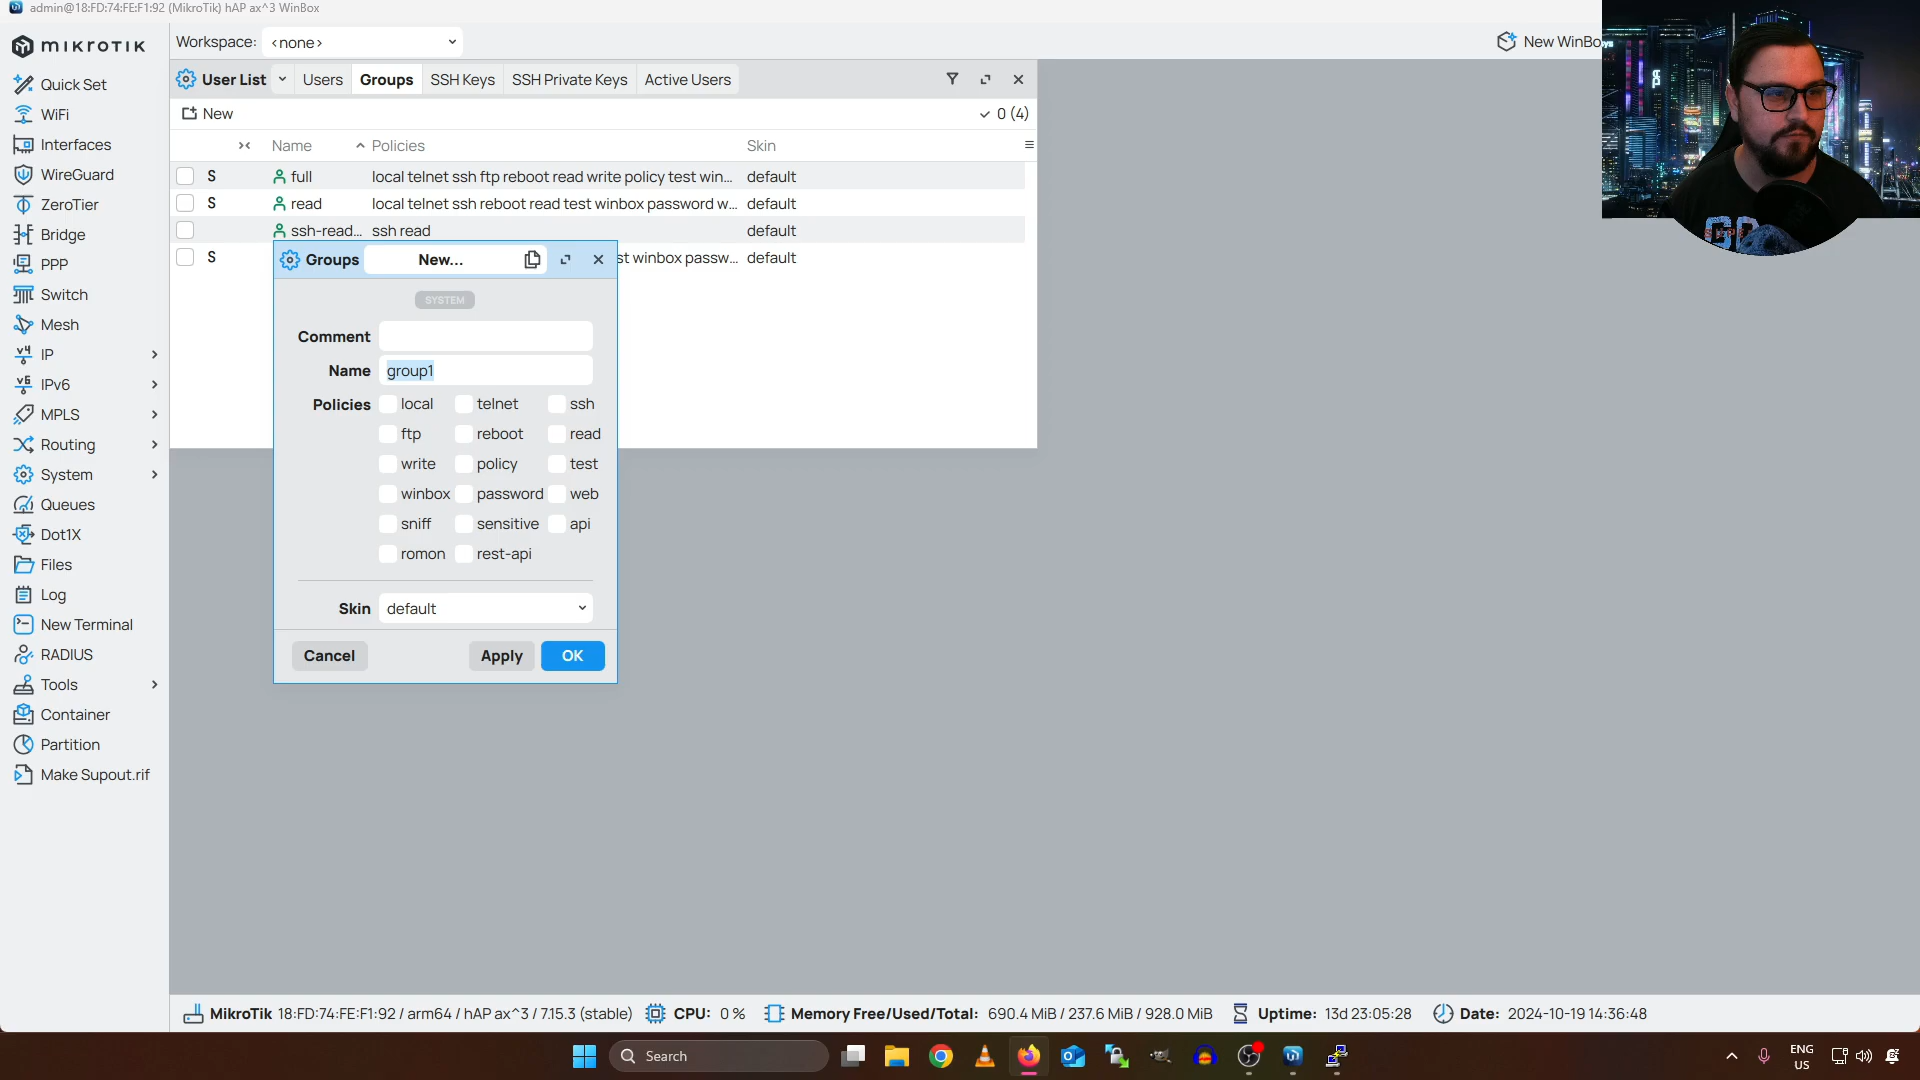 admin@18:FD:74:FE:F1:92 (MikroTik) hAP ax^3 WinBox
MikroTik
Workspace: <none>
New WinBo
User List
Users
Groups
SSH Keys
SSH Private Keys
Active Users
New
0 (4)
Name
Policies
Skin
S full local telnet ssh ftp reboot read write policy test win... default
S read local telnet ssh reboot read test winbox password w... default
ssh-read... ssh read default
S st winbox passw... default
Groups New...
SYSTEM
Comment
Name group1
Policies local telnet ssh
ftp reboot read
write policy test
winbox password web
sniff sensitive api
romon rest-api
Skin default
Cancel Apply OK
Quick Set
WiFi
Interfaces
WireGuard
ZeroTier
Bridge
PPP
Switch
Mesh
v4 IP
v6 IPv6
MPLS
Routing
System
Queues
Dot1X
Files
Log
New Terminal
RADIUS
Tools
Container
Partition
Make Supout.rif
MikroTik 18:FD:74:FE:F1:92 / arm64 / hAP ax^3 / 7.15.3 (stable) CPU: 0 % Memory Free/Used/Total: 690.4 MiB / 237.6 MiB / 928.0 MiB Uptime: 13d 23:05:28 Date: 2024-10-19 14:36:48
Search
ENG
US